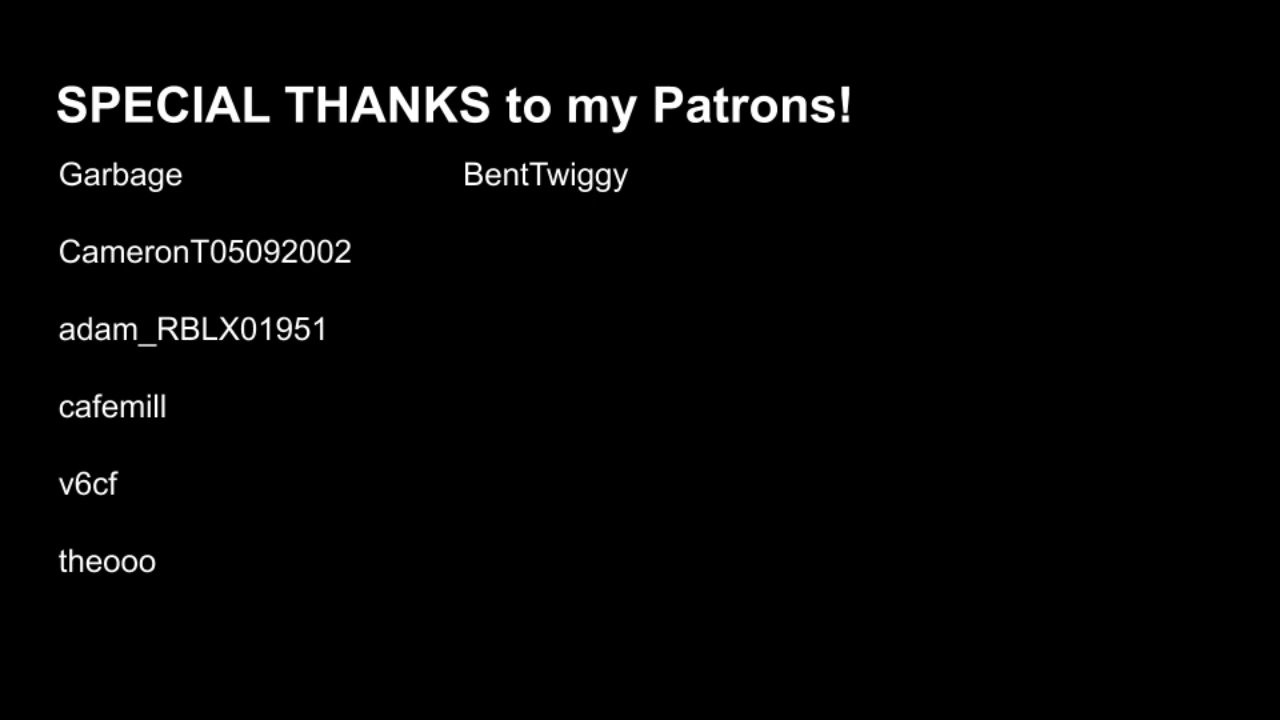 SPECIAL THANKS to my Patrons!
Garbage
CameronT05092002
adam_RBLX01951
cafemill
v6cf
theooo
BentTwiggy